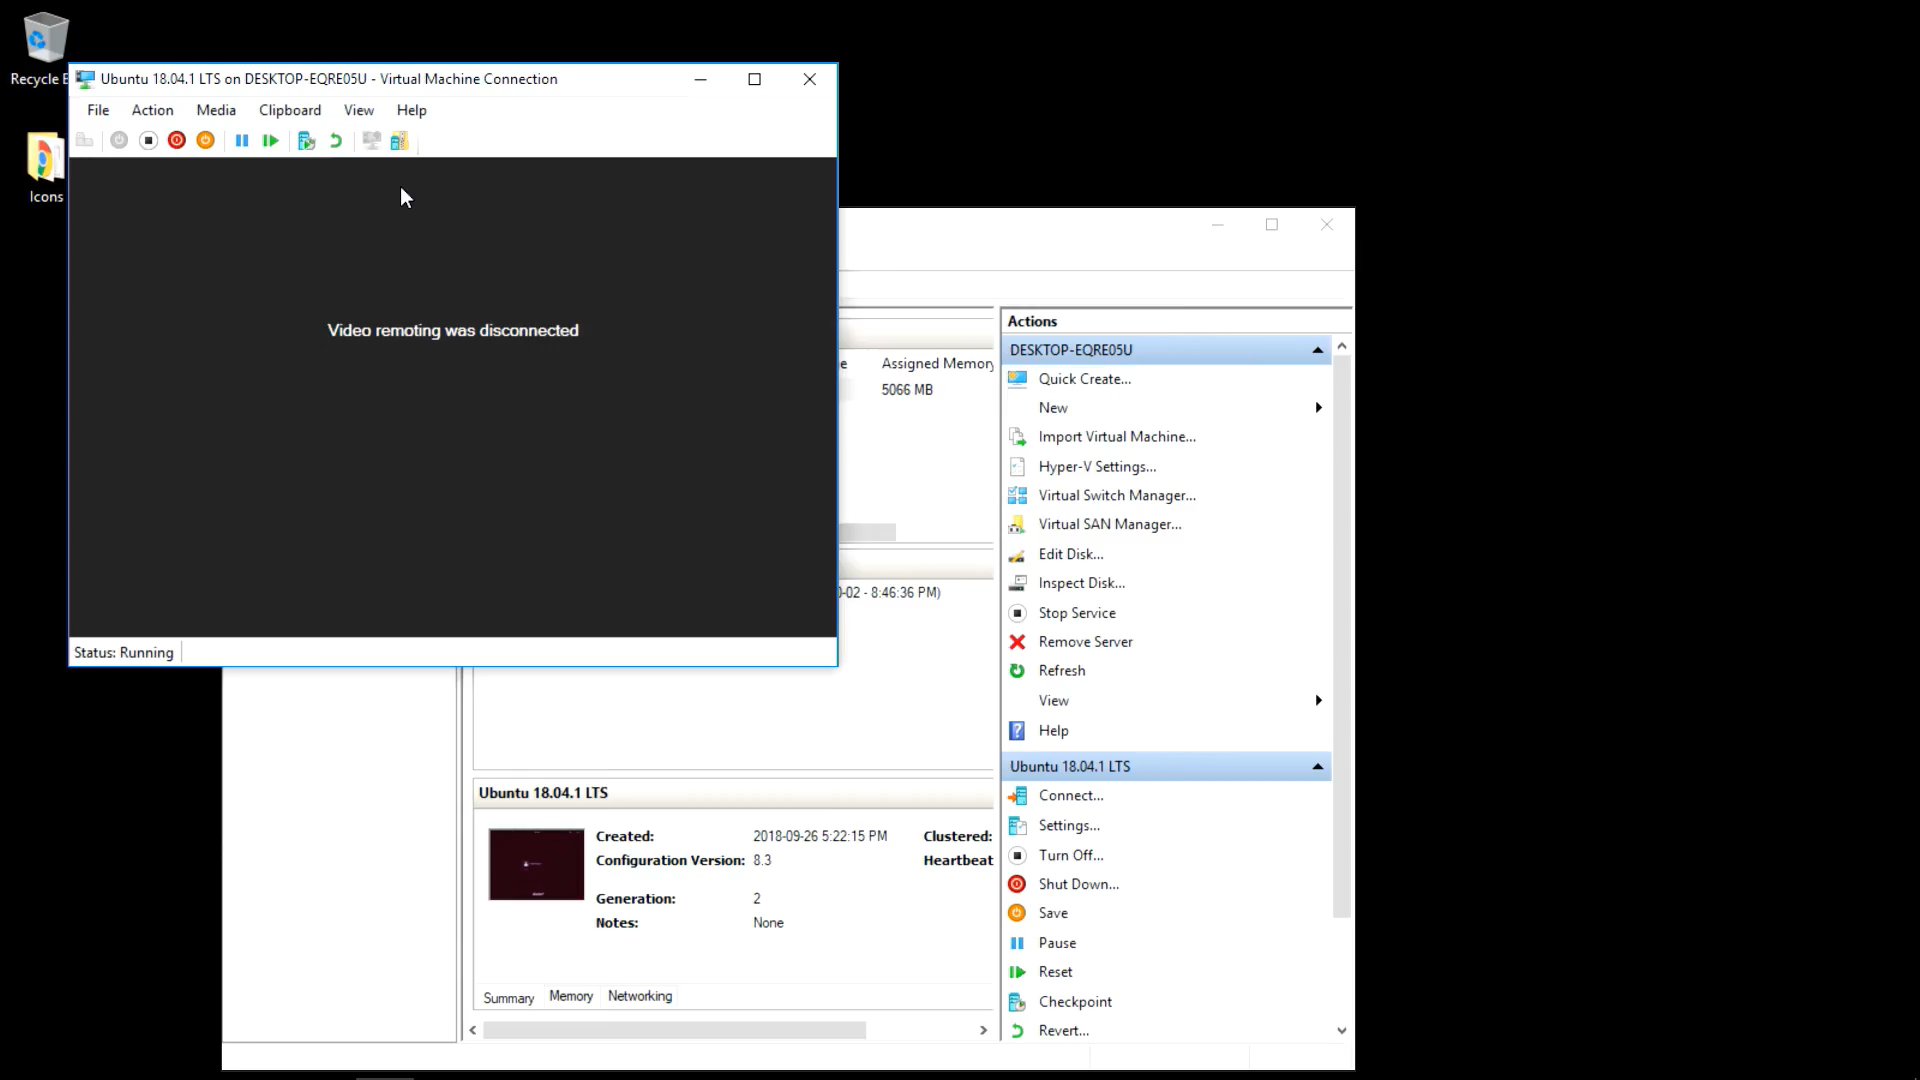 Recycle
Icons
Ubuntu 18.04.1 LTS on DESKTOP-EQRE05U - Virtual Machine Connection
File Action Media Clipboard View Help
Video remoting was disconnected
Status: Running
Assigned Memory
5066 MB
-02 - 8:46:36 PM)
Ubuntu 18.04.1 LTS
Created: 2018-09-26 5:22:15 PM Clustered:
Configuration Version: 8.3 Heartbeat
Generation: 2
Notes: None
Summary Memory Networking
Actions
DESKTOP-EQRE05U
Quick Create...
New
Import Virtual Machine...
Hyper-V Settings...
Virtual Switch Manager...
Virtual SAN Manager...
Edit Disk...
Inspect Disk...
Stop Service
Remove Server
Refresh
View
Help
Ubuntu 18.04.1 LTS
Connect...
Settings...
Turn Off...
Shut Down...
Save
Pause
Reset
Checkpoint
Revert...